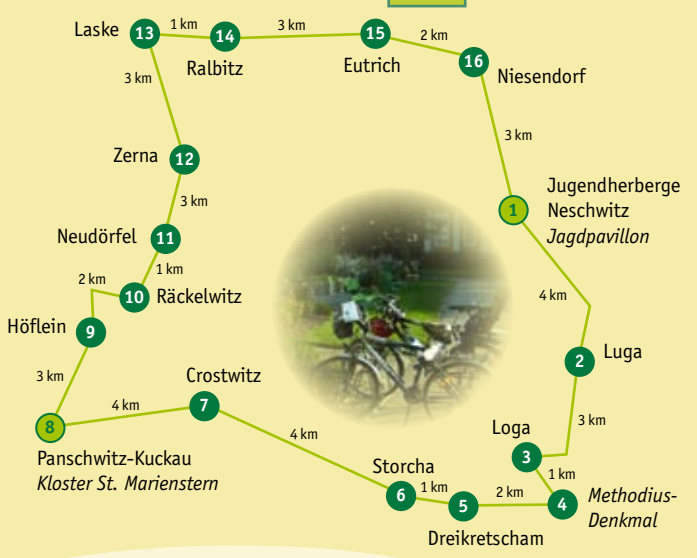 Laske
13
1 km
14
3 km
15
2 km
16
Ralbitz
Eutrich
Niesendorf
3 km
3 km
Zerna
12
Jugendherberge
Neschwitz
Jagdpavillon
1
3 km
Neudörfel
11
1 km
2 km
10
Räckelwitz
4 km
Höflein
9
2
Luga
3 km
Crostwitz
4 km
7
3 km
8
4 km
Loga
3
Panschwitz-Kuckau
Kloster St. Marienstern
Storcha
1 km
6
1 km
5
2 km
4
Methodius-
Denkmal
Dreikretscham